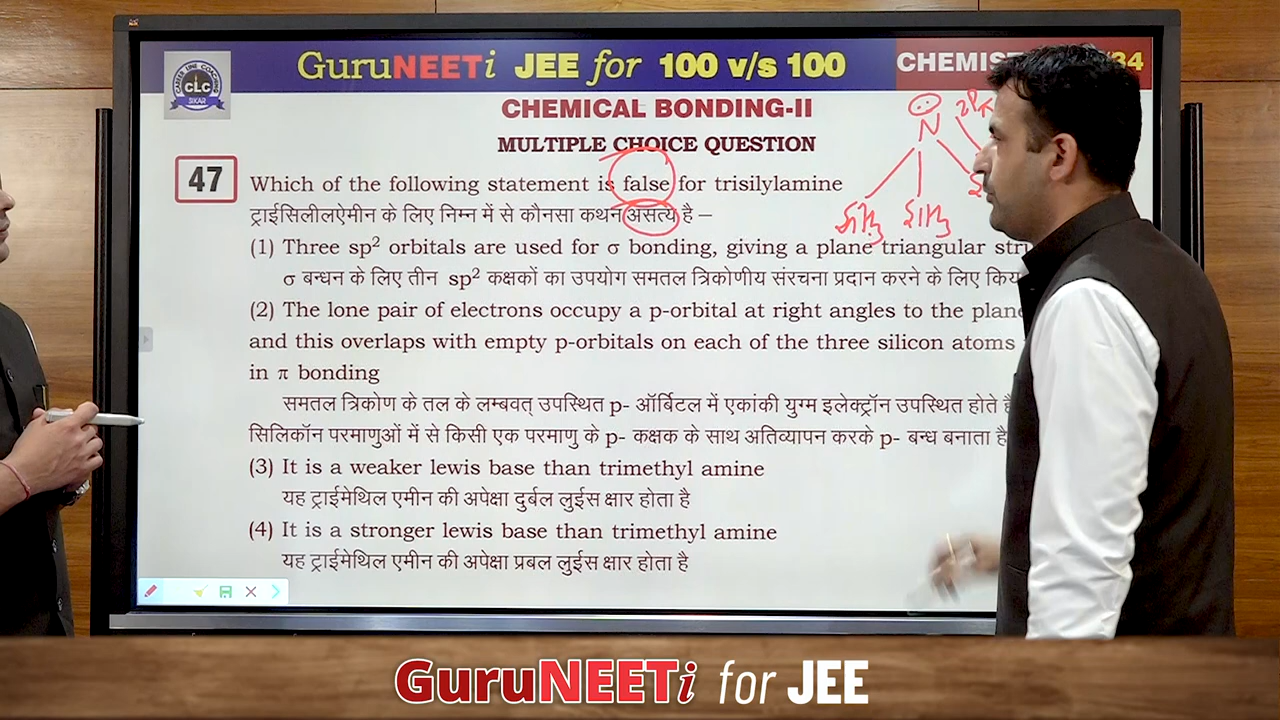 GuruNEETi JEE for 100 v/s 100
CLC
SIKAR
CHEMICAL BONDING-II
MULTIPLE CHOICE QUESTION
N
SiH3 SiH3
47
Which of the following statement is false for trisilylamine
ट्राईसिलीलऐमीन के लिए निम्न में से कौनसा कथन असत्य है –
(1) Three sp² orbitals are used for σ bonding, giving a plane triangular
σ बन्धन के लिए तीन sp² कक्षकों का उपयोग समतल त्रिकोणीय संरचना प्रदान करने के लिए
(2) The lone pair of electrons occupy a p-orbital at right angles to the
and this overlaps with empty p-orbitals on each of the three silicon atoms
in π bonding
समतल त्रिकोण के तल के लम्बवत् उपस्थित p- ऑर्बिटल में एकांकी युग्म इलेक्ट्रॉन उपस्थित होते
सिलिकॉन परमाणुओं में से किसी एक परमाणु के p- कक्षक के साथ अतिव्यापन करके p- बन्ध बनाता है
(3) It is a weaker lewis base than trimethyl amine
यह ट्राईमेथिल एमीन की अपेक्षा दुर्बल लुईस क्षार होता है
(4) It is a stronger lewis base than trimethyl amine
यह ट्राईमेथिल एमीन की अपेक्षा प्रबल लुईस क्षार होता है
GuruNEETi for JEE